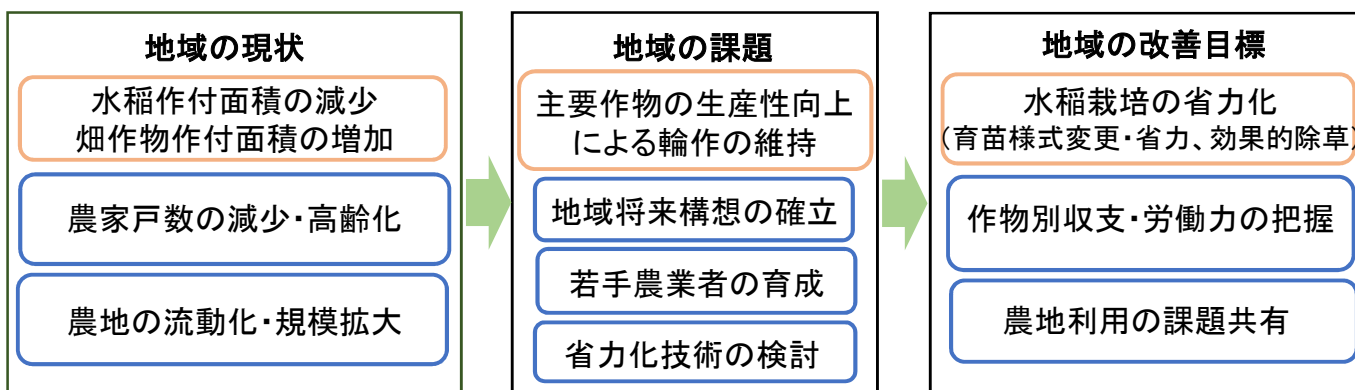 地域の現状
水稲作付面積の減少
畑作物作付面積の増加
農家戸数の減少・高齢化
農地の流動化・規模拡大
地域の課題
主要作物の生産性向上
による輪作の維持
地域将来構想の確立
若手農業者の育成
省力化技術の検討
地域の改善目標
水稲栽培の省力化
(育苗様式変更・省力、効果的除草)
作物別収支・労働力の把握
農地利用の課題共有